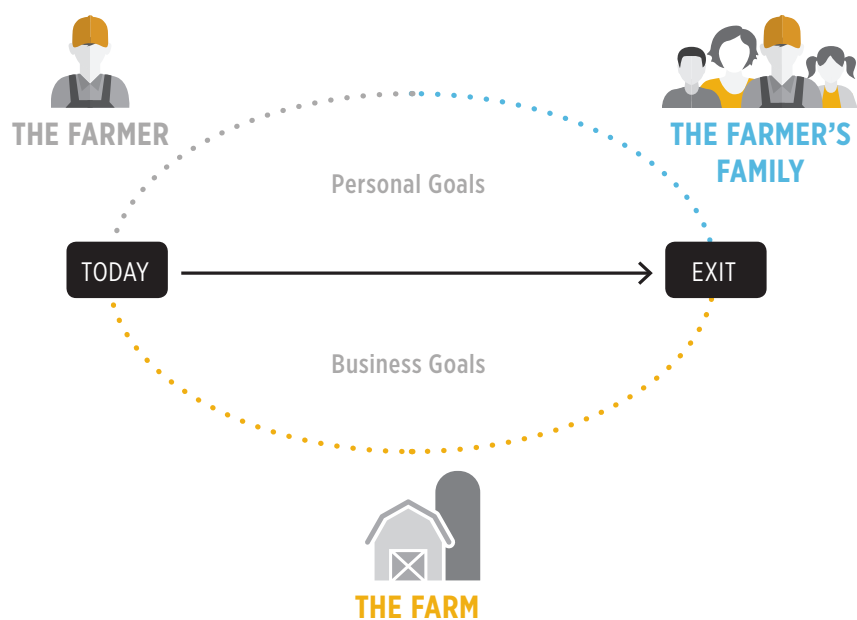 THE FARMER
THE FARMER’S
FAMILY
Personal Goals
TODAY
EXIT
Business Goals
THE FARM